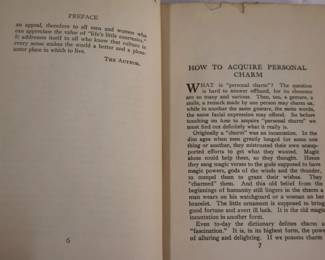 PREFACE
an appeal, therefore to all men and women who
can appreciate the value of "life's little courtesies."
It addresses itself to all who know that culture in
every sense makes the world a better and a pleas-
anter place in which to live.
THE AUTHOR.
6
HOW TO ACQUIRE PERSONAL
CHARM
WHAT is "personal charm"? The question
is hard to answer offhand, for its elements
are so many and various. Then, too, a gesture, a
smile, a remark made by one person may charm us,
while in another the same gesture, the same words,
the same facial expression may offend. So before
teaching us how to acquire "personal charm" we
must find out definitely what it really is.
Originally a "charm" was an incantation. In the
dim ages when men greatly longed for some one
thing or another, they mistrusted their own unsup-
ported efforts to get what they wanted. Magic
alone could help them, so they thought. Hence
they sang magic verses to the gods supposed to have
magic powers, gods of the winds and the thunder,
to compel them to grant their wishes. They
"charmed" them. And this old belief from the
beginnings of humanity still lingers in the charm a
man wears on his watchguard or a woman on her
bracelet. The little ornament is supposed to bring
good fortune and avert ill luck. It is the old magic
incantation in another form.
Even to-day the dictionary defines charm as
"fascination." It is, in its highest form, the power
of alluring and delighting. If we possess charm
7